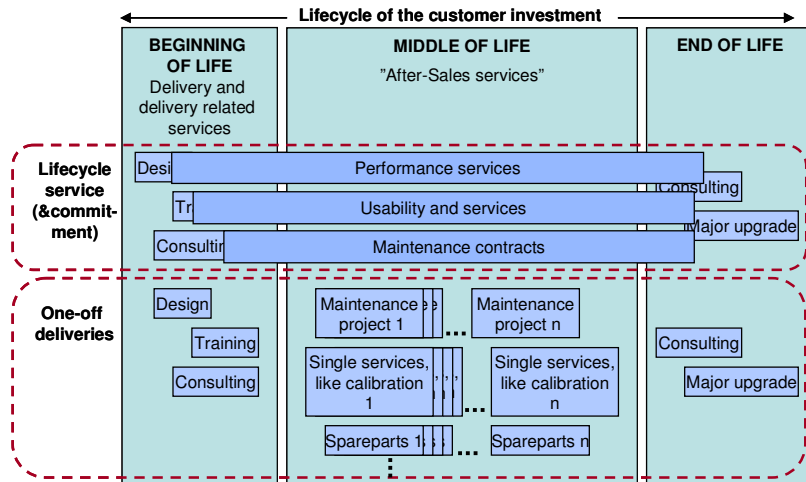 Lifecycle of the customer investment
BEGINNING
OF LIFE
Delivery and
delivery related
services
MIDDLE OF LIFE
”After-Sales services”
END OF LIFE
Lifecycle
service
(&commit-
ment)
Performance services
Usability and services
Consulting
Major upgrade
Maintenance contracts
One-off
deliveries
Design
Training
Consulting
Maintenance
project 1
...
Maintenance
project n
Single services,
like calibration
1
...
Single services,
like calibration
n
Spareparts 1
...
Spareparts n
Consulting
Major upgrade